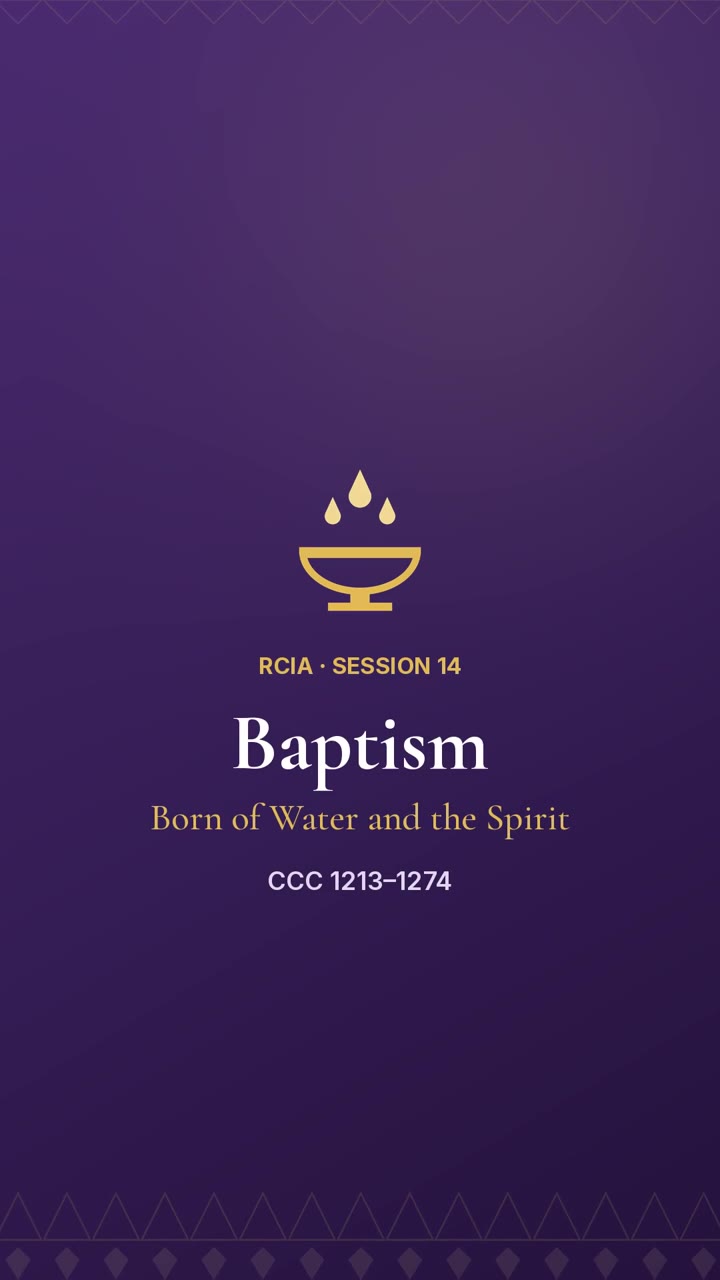 RCIA · SESSION 14
Baptism
Born of Water and the Spirit
CCC 1213–1274